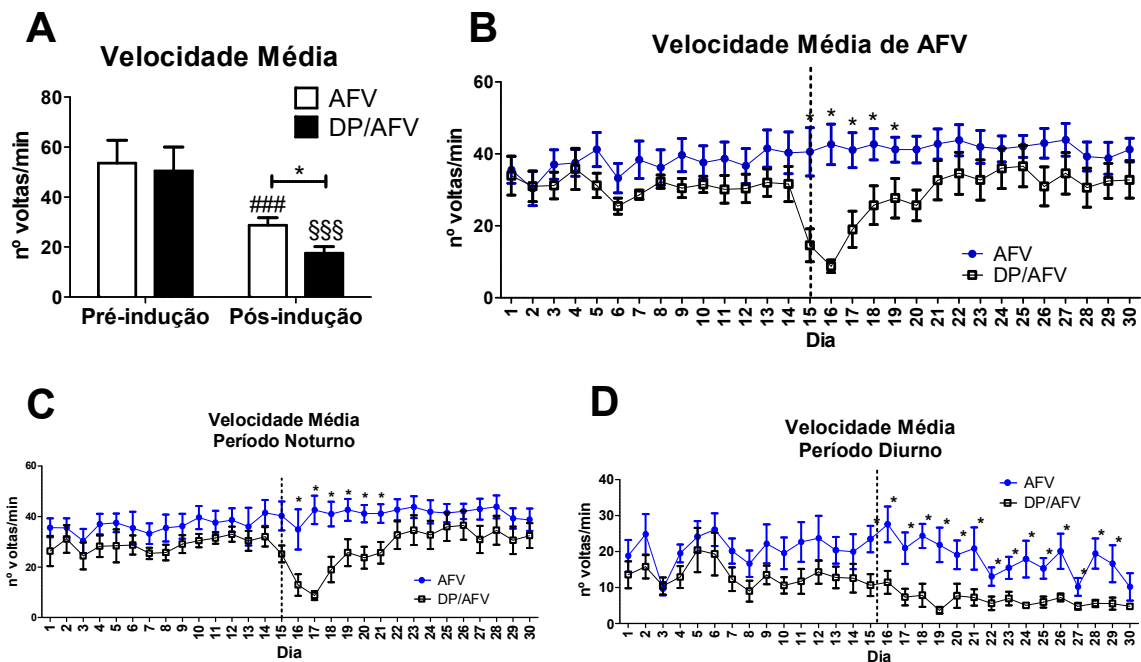 A
Velocidade Média
nº voltas/min
80
60
40
20
0
AFV
DP/AFV
*
###
§§§
Pré-indução
Pós-indução
B
Velocidade Média de AFV
nº voltas/min
60
40
20
0
* * * * *
AFV
DP/AFV
1 2 3 4 5 6 7 8 9 10 11 12 13 14 15 16 17 18 19 20 21 22 23 24 25 26 27 28 29 30
Dia
C
Velocidade Média
Período Noturno
nº voltas/min
60
40
20
0
* * * * * *
AFV
DP/AFV
1 2 3 4 5 6 7 8 9 10 11 12 13 14 15 16 17 18 19 20 21 22 23 24 25 26 27 28 29 30
Dia
D
Velocidade Média
Período Diurno
nº voltas/min
40
30
20
10
0
AFV
DP/AFV
* * * * * * * * * * * * * * *
1 2 3 4 5 6 7 8 9 10 11 12 13 14 15 16 17 18 19 20 21 22 23 24 25 26 27 28 29 30
Dia